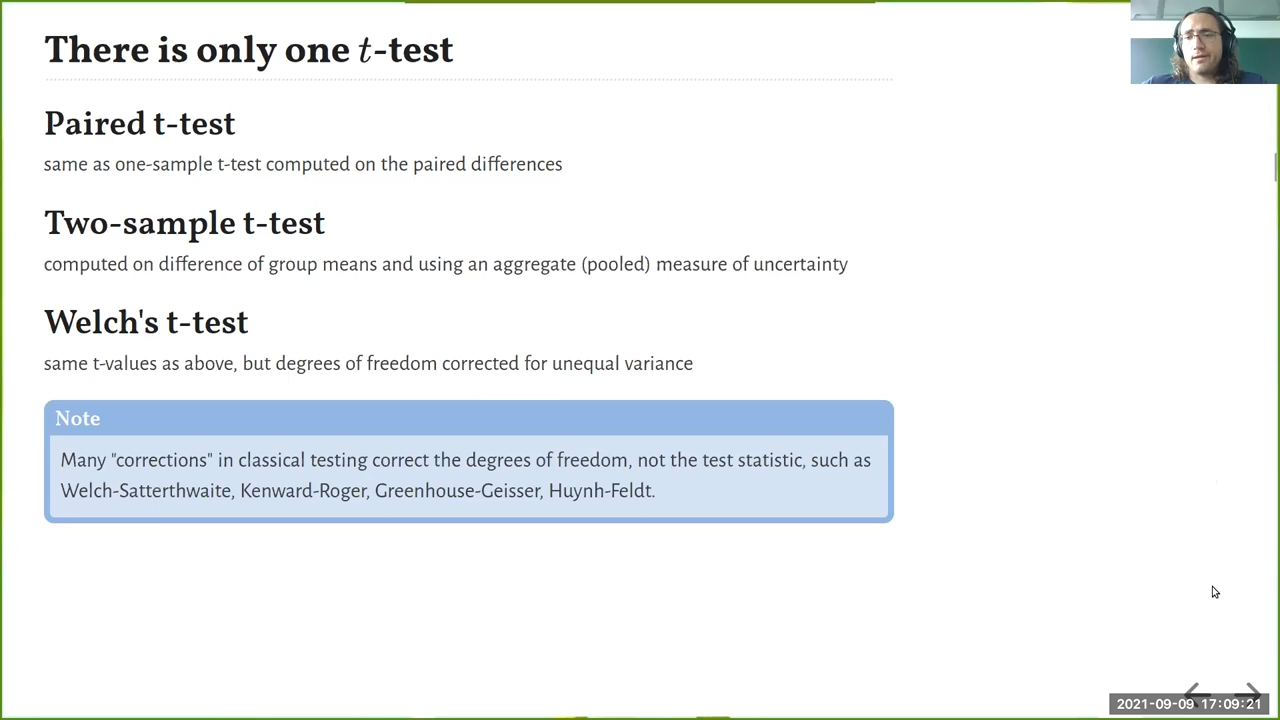 There is only one t-test
Paired t-test
same as one-sample t-test computed on the paired differences
Two-sample t-test
computed on difference of group means and using an aggregate (pooled) measure of uncertainty
Welch's t-test
same t-values as above, but degrees of freedom corrected for unequal variance
Note
Many "corrections" in classical testing correct the degrees of freedom, not the test statistic, such as
Welch-Satterthwaite, Kenward-Roger, Greenhouse-Geisser, Huynh-Feldt.
2021-09-09 17:09:21